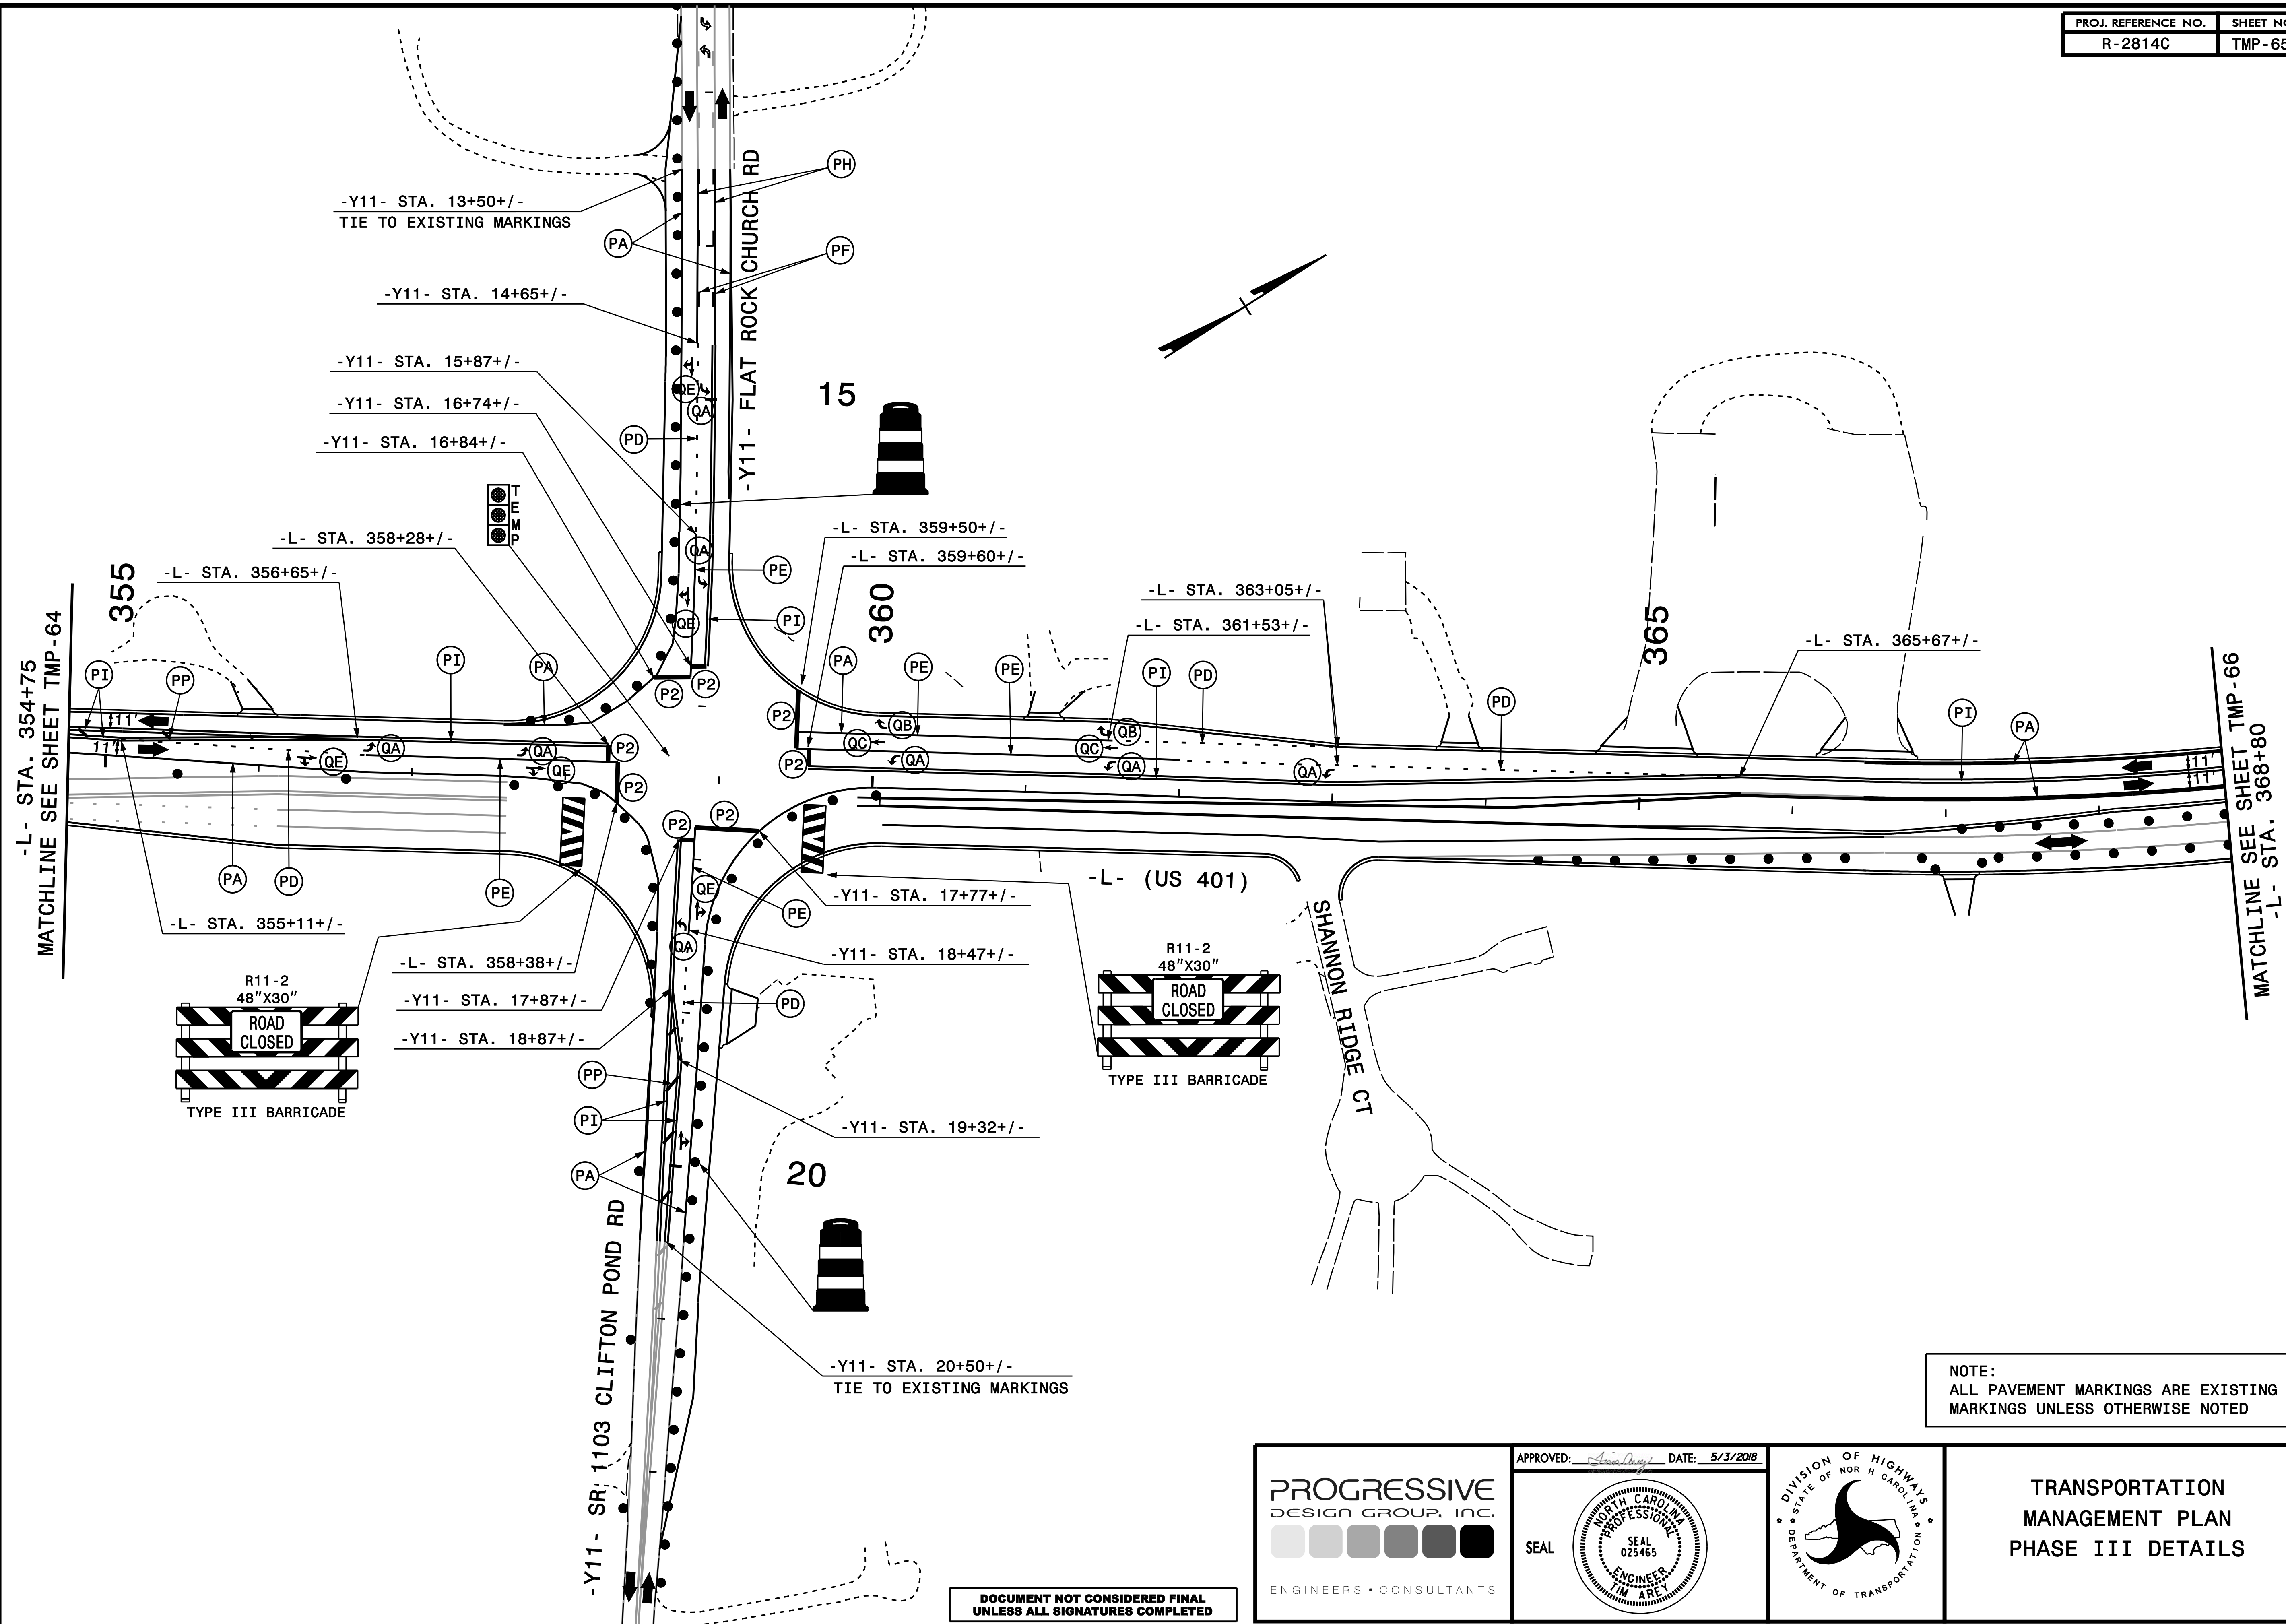 PROJ. REFERENCE NO.
R-2814C
TMP-65
PH
-Y11- STA. 13+50+/-
TIE TO EXISTING MARKINGS
PA
PF
-Y11- FLAT ROCK CHURCH RD
-Y11- STA. 14+65+/-
-Y11- STA. 15+87+/-
QE
QA
15
-Y11- STA. 16+74+/-
-Y11- STA. 16+84+/-
PD
TEMP
-L- STA. 358+28+/-
-L- STA. 359+50+/-
-L- STA. 359+60+/-
QA
PE
355
-L- STA. 356+65+/-
360
-L- STA. 363+05+/-
QE
PI
-L- STA. 361+53+/-
365
-L- STA. 365+67+/-
-L- STA. 354+75
MATCHLINE SEE SHEET TMP-64
PI
PP
PI
PA
P2
P2
PA
PE
PE
PI
PD
PD
PI
PA
MATCHLINE SEE SHEET TMP-66
-L- STA. 368+80
11'
11'
QA
QA
QE
QE
P2
P2
P2
P2
QB
QC
QA
QB
QC
QA
QA
11'
11'
P2
P2
PA
PD
PE
QE
PE
QA
-L- (US 401)
-Y11- STA. 17+77+/-
-L- STA. 355+11+/-
-L- STA. 358+38+/-
-Y11- STA. 18+47+/-
SHANNON RIDGE CT
R11-2
48"X30"
ROAD
CLOSED
TYPE III BARRICADE
-Y11- STA. 17+87+/-
-Y11- STA. 18+87+/-
PD
R11-2
48"X30"
ROAD
CLOSED
TYPE III BARRICADE
PP
PI
-Y11- STA. 19+32+/-
PA
20
-Y11- SR 1103 CLIFTON POND RD
-Y11- STA. 20+50+/-
TIE TO EXISTING MARKINGS
NOTE:
ALL PAVEMENT MARKINGS ARE EXISTING
MARKINGS UNLESS OTHERWISE NOTED
DOCUMENT NOT CONSIDERED FINAL
UNLESS ALL SIGNATURES COMPLETED
PROGRESSIVE
DESIGN GROUP, INC.
ENGINEERS • CONSULTANTS
APPROVED: DATE: 5/3/2018
SEAL
NORTH CAROLINA
PROFESSIONAL
SEAL
025465
ENGINEER
TIM AREY
DIVISION OF HIGHWAYS
STATE OF NOR H CAROLINA
DEPARTMENT OF TRANSPORTATION
TRANSPORTATION
MANAGEMENT PLAN
PHASE III DETAILS